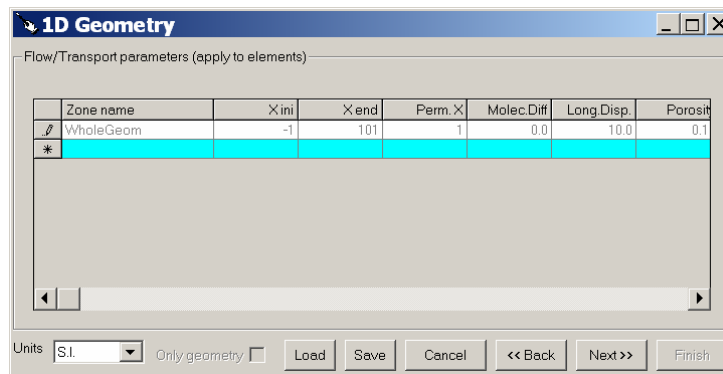 1D Geometry
Flow/Transport parameters (apply to elements)
Zone name X ini X end Perm. X Molec.Diff Long.Disp. Porosit
WholeGeom -1 101 1 0.0 10.0 0.1
*
Units S.I. Only geometry Load Save Cancel << Back Next >> Finish